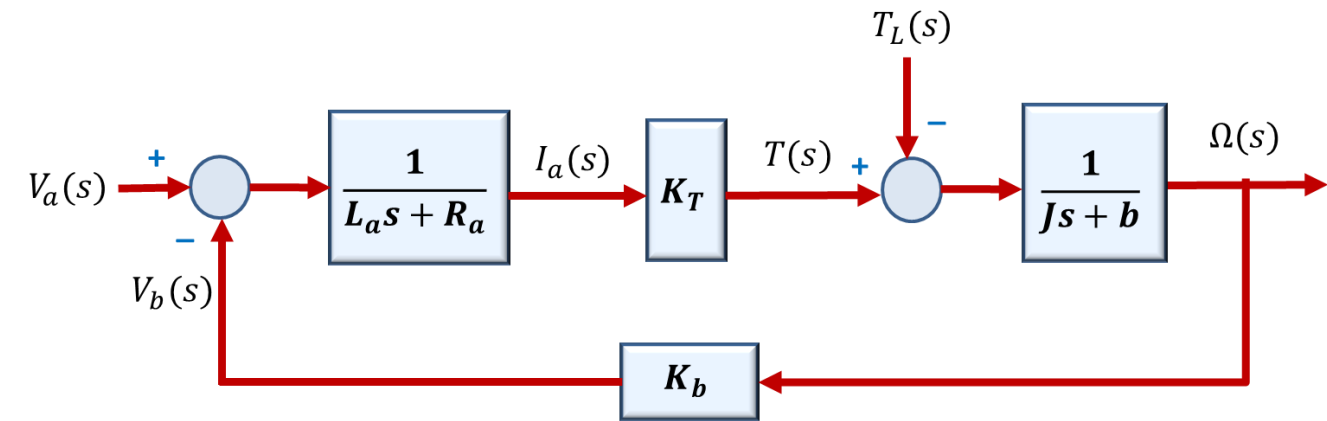 T_L(s)
V_a(s)
+
−
V_b(s)
1
L_a s + R_a
I_a(s)
K_T
T(s)
+
−
1
Js + b
Ω(s)
K_b